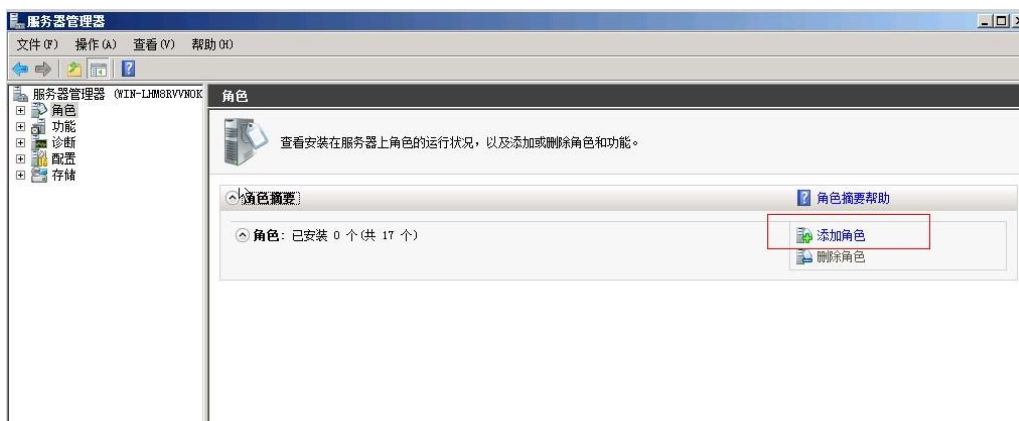 服务器管理器
文件(F) 操作(A) 查看(V) 帮助(H)
服务器管理器 (WIN-LHM8RVVNOK
角色
功能
诊断
配置
存储
角色
查看安装在服务器上角色的运行状况，以及添加或删除角色和功能。
角色摘要
角色摘要帮助
角色: 已安装 0 个(共 17 个)
添加角色
删除角色